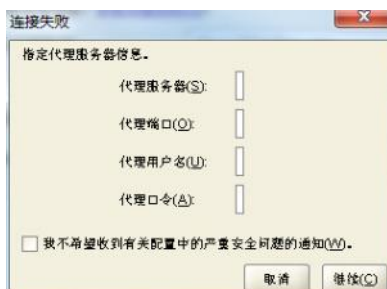 连接失败
指定代理服务器信息。
代理服务器(S):
代理端口(O):
代理用户名(U):
代理口令(A):
我不希望收到有关配置中的严重安全问题的通知(W)。
取消 继续(C)